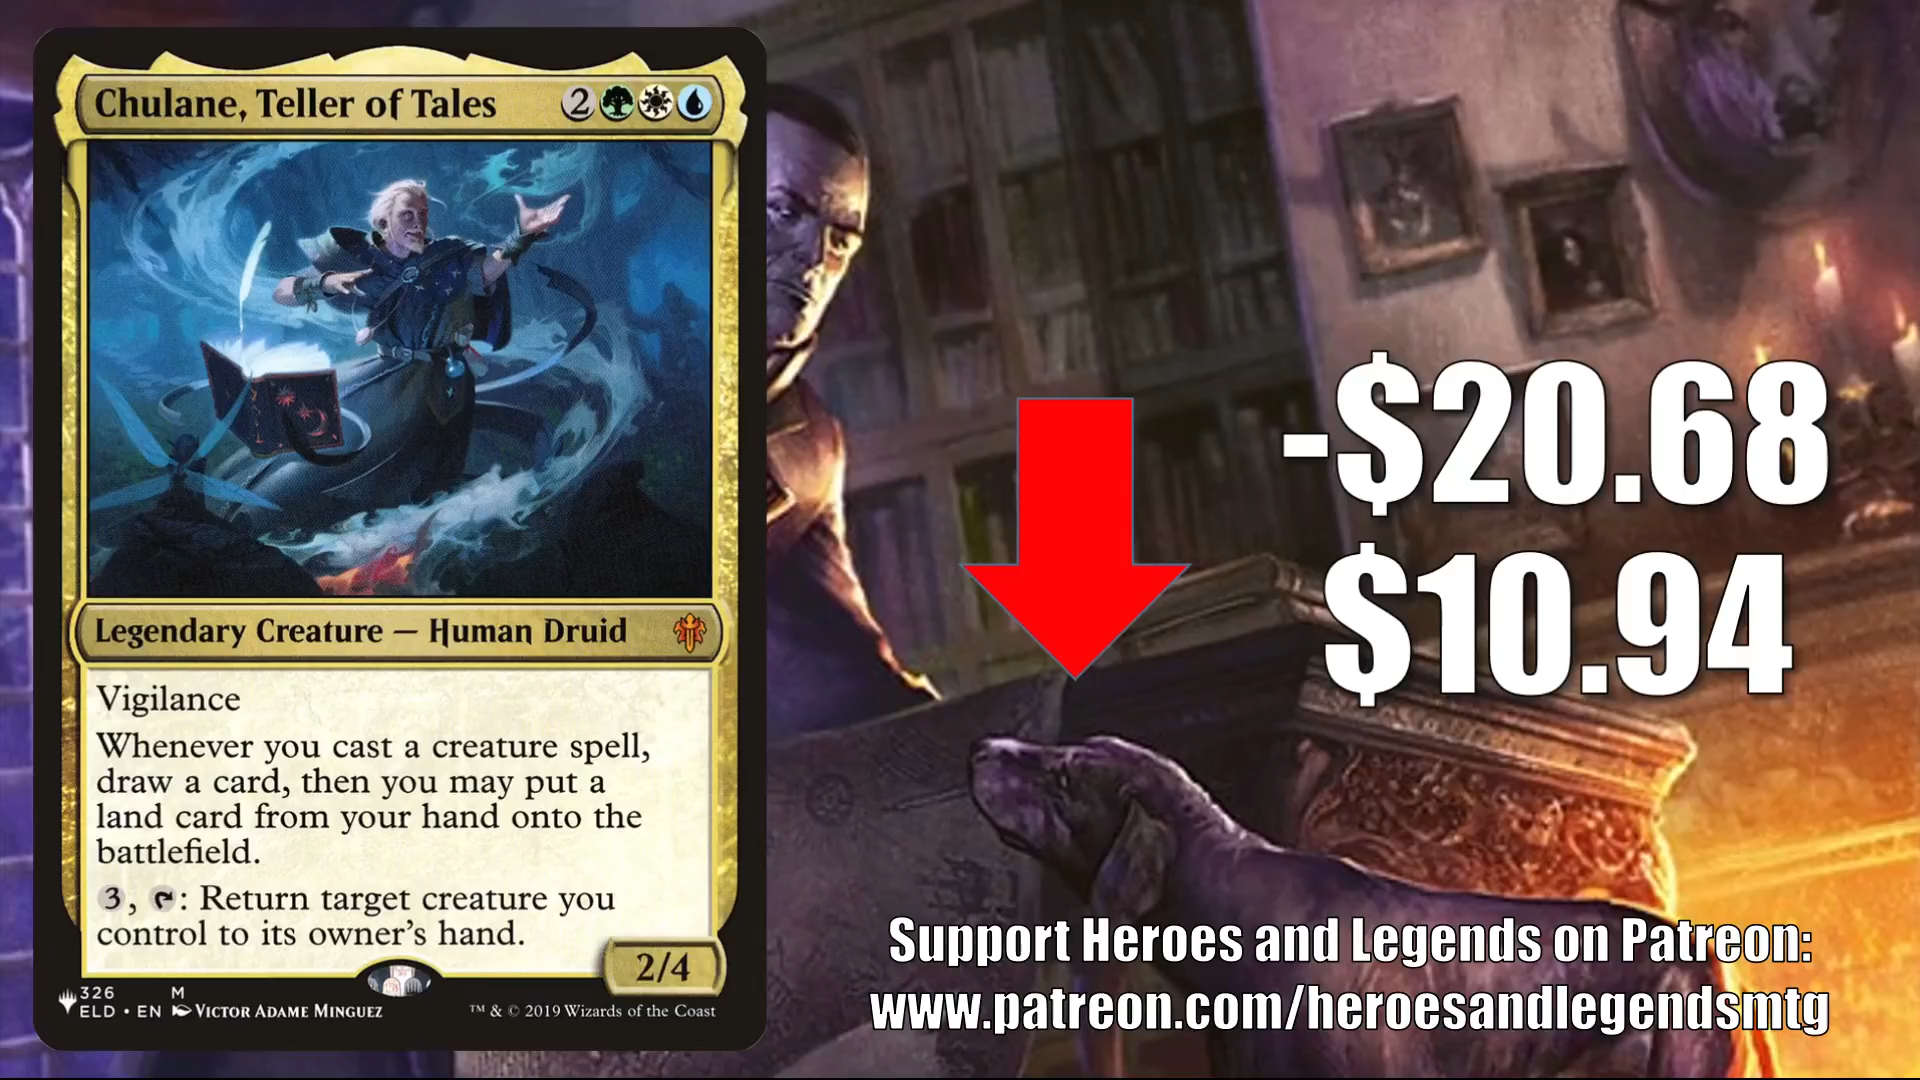 Chulane, Teller of Tales 2
Legendary Creature — Human Druid
Vigilance
Whenever you cast a creature spell,
draw a card, then you may put a
land card from your hand onto the
battlefield.
3, : Return target creature you
control to its owner's hand.
2/4
326 M
ELD • EN VICTOR ADAME MINGUEZ
™ & © 2019 Wizards of the Coast
-$20.68
$10.94
Support Heroes and Legends on Patreon:
www.patreon.com/heroesandlegendsmtg